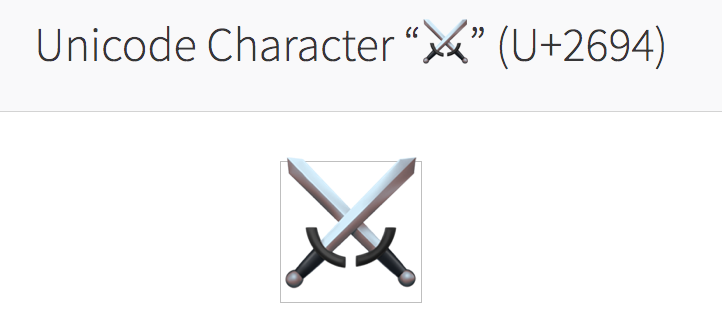 Unicode Character “⚔” (U+2694)